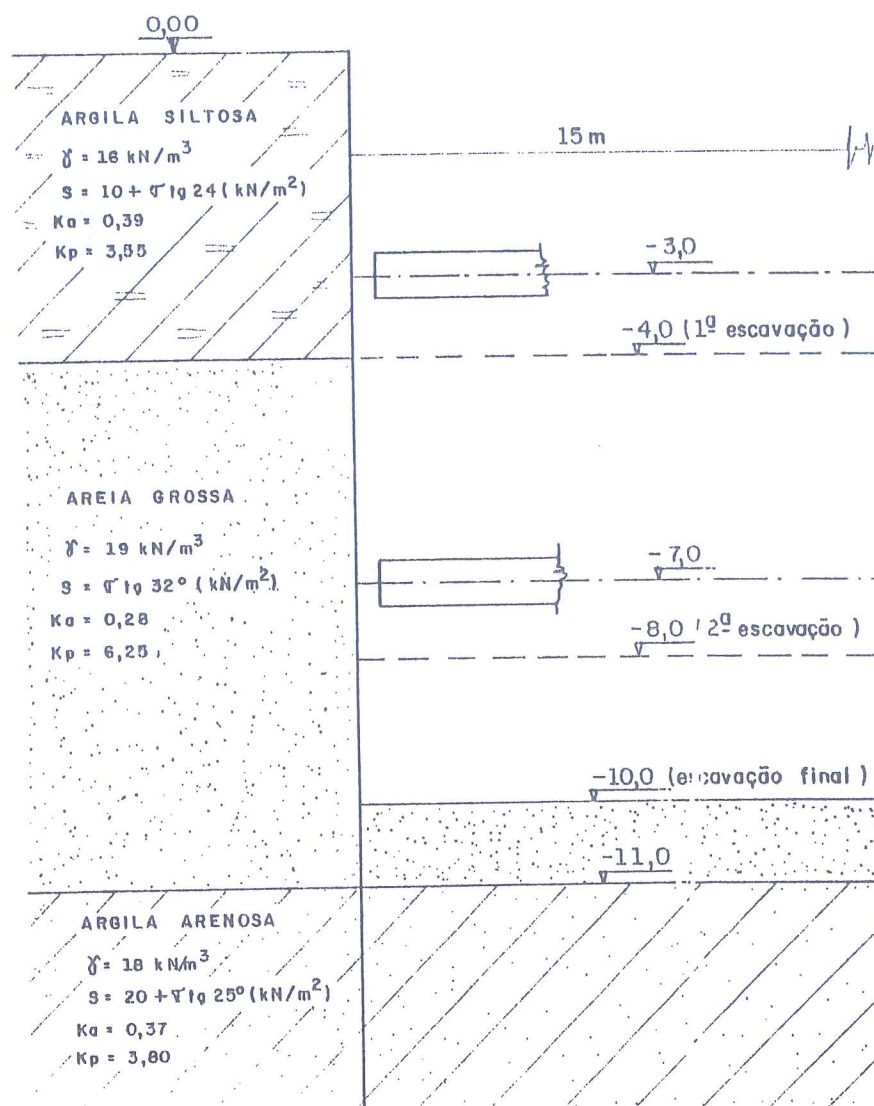 0,00
ARGILA SILTOSA
γ = 16 kN/m³
S = 10 + σ tg 24 (kN/m²)
Ka = 0,39
Kp = 3,55
15 m
-3,0
-4,0 (1ª escavação)
AREIA GROSSA
γ = 19 kN/m³
S = σ tg 32° (kN/m²)
Ka = 0,28
Kp = 6,25
-7,0
-8,0 (2ª escavação)
-10,0 (escavação final)
-11,0
ARGILA ARENOSA
γ = 18 kN/m³
S = 20 + σ tg 25° (kN/m²)
Ka = 0,37
Kp = 3,80